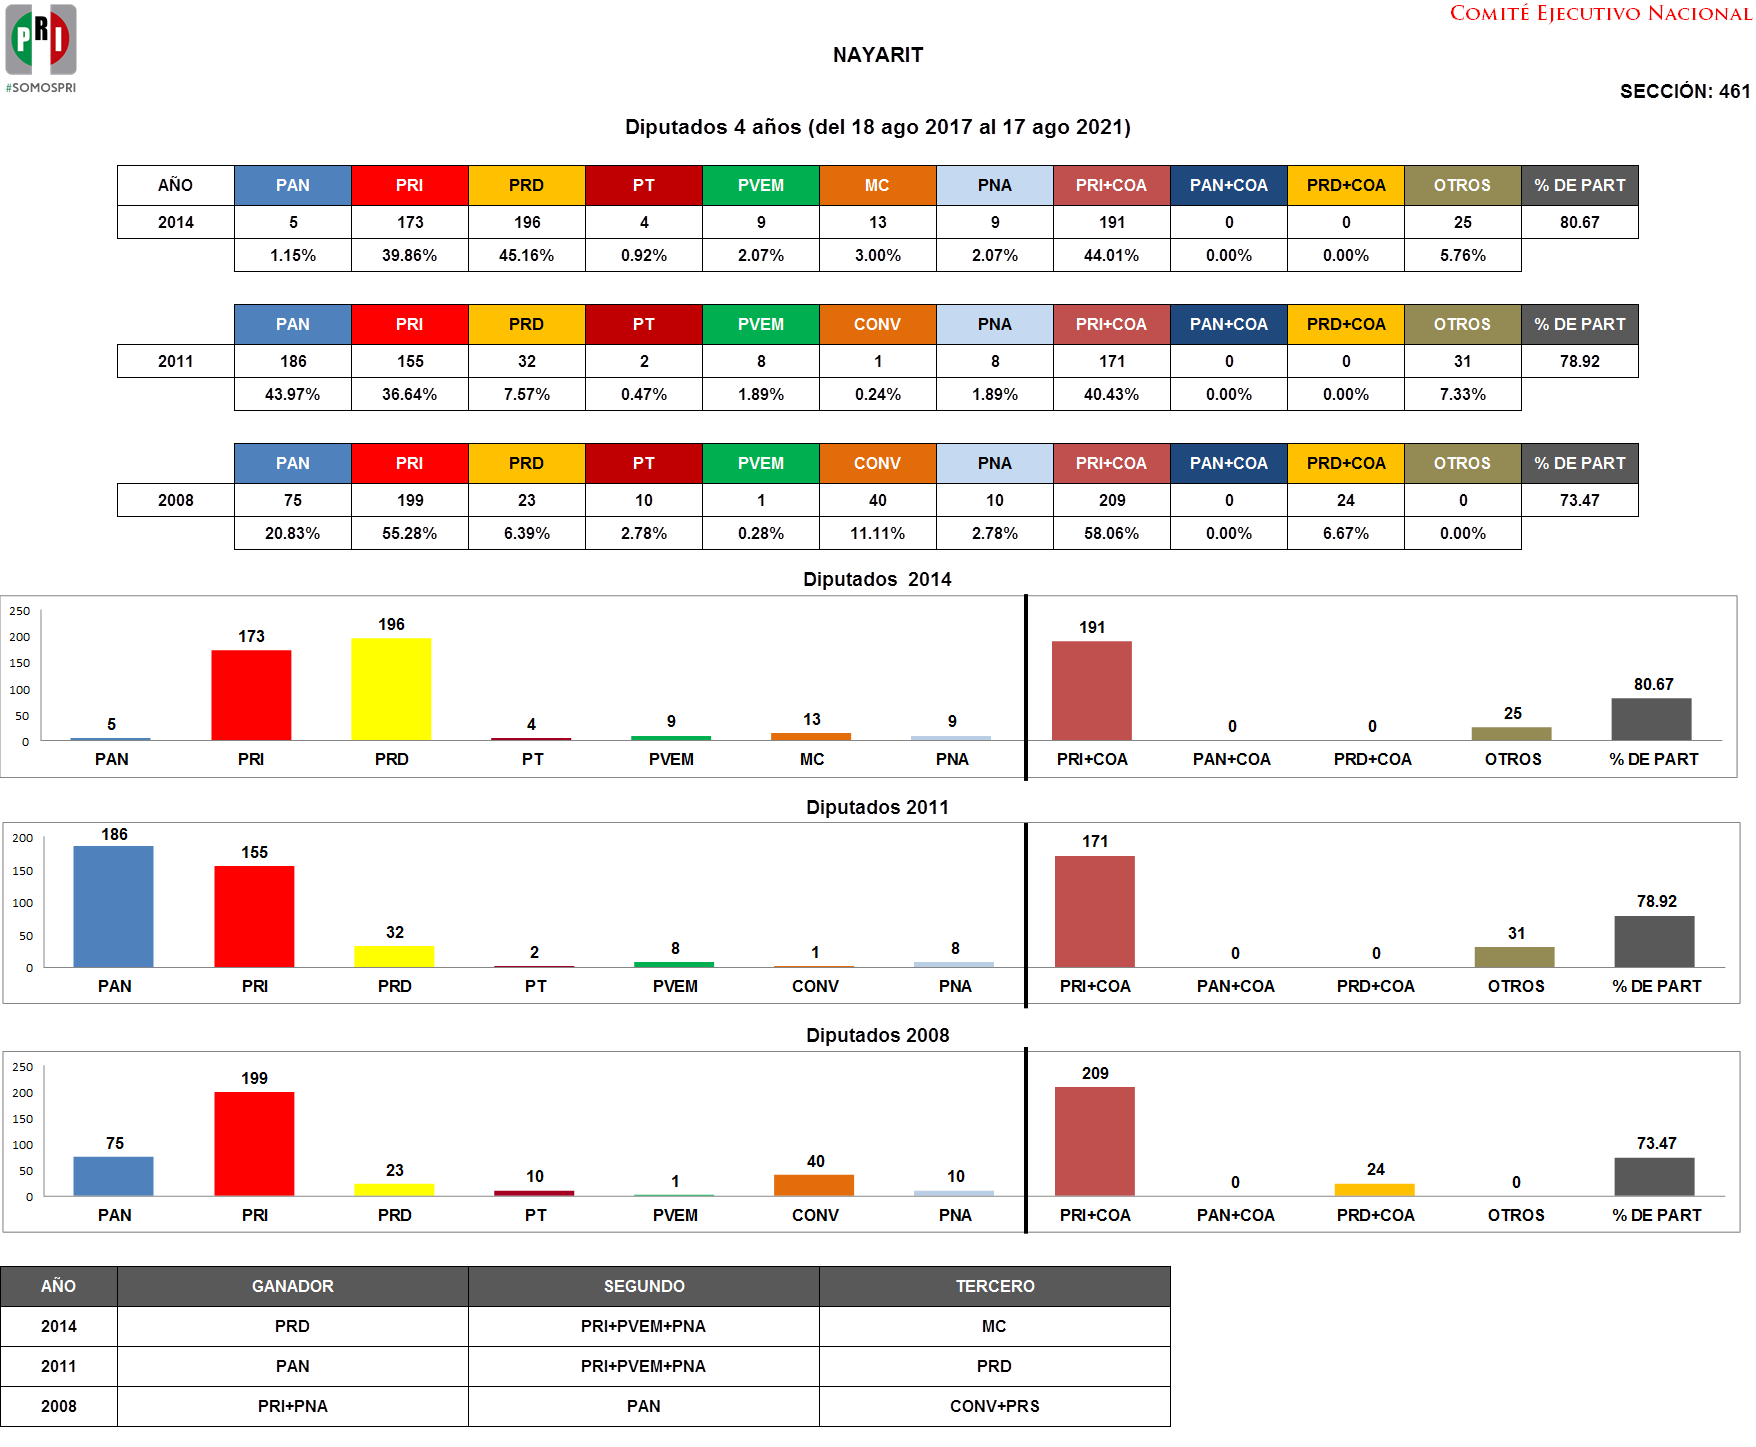 PRI
#SOMOSPRI
COMITÉ EJECUTIVO NACIONAL
NAYARIT
SECCIÓN: 461
Diputados 4 años (del 18 ago 2017 al 17 ago 2021)
AÑO PAN PRI PRD PT PVEM MC PNA PRI+COA PAN+COA PRD+COA OTROS % DE PART
2014 5 173 196 4 9 13 9 191 0 0 25 80.67
1.15% 39.86% 45.16% 0.92% 2.07% 3.00% 2.07% 44.01% 0.00% 0.00% 5.76%
PAN PRI PRD PT PVEM CONV PNA PRI+COA PAN+COA PRD+COA OTROS % DE PART
2011 186 155 32 2 8 1 8 171 0 0 31 78.92
43.97% 36.64% 7.57% 0.47% 1.89% 0.24% 1.89% 40.43% 0.00% 0.00% 7.33%
PAN PRI PRD PT PVEM CONV PNA PRI+COA PAN+COA PRD+COA OTROS % DE PART
2008 75 199 23 10 1 40 10 209 0 24 0 73.47
20.83% 55.28% 6.39% 2.78% 0.28% 11.11% 2.78% 58.06% 0.00% 6.67% 0.00%
Diputados 2014
250
200
150
100
50
0
5 173 196 4 9 13 9 191 0 0 25 80.67
PAN PRI PRD PT PVEM MC PNA PRI+COA PAN+COA PRD+COA OTROS % DE PART
Diputados 2011
200
150
100
50
0
186 155 32 2 8 1 8 171 0 0 31 78.92
PAN PRI PRD PT PVEM CONV PNA PRI+COA PAN+COA PRD+COA OTROS % DE PART
Diputados 2008
250
200
150
100
50
0
75 199 23 10 1 40 10 209 0 24 0 73.47
PAN PRI PRD PT PVEM CONV PNA PRI+COA PAN+COA PRD+COA OTROS % DE PART
AÑO GANADOR SEGUNDO TERCERO
2014 PRD PRI+PVEM+PNA MC
2011 PAN PRI+PVEM+PNA PRD
2008 PRI+PNA PAN CONV+PRS